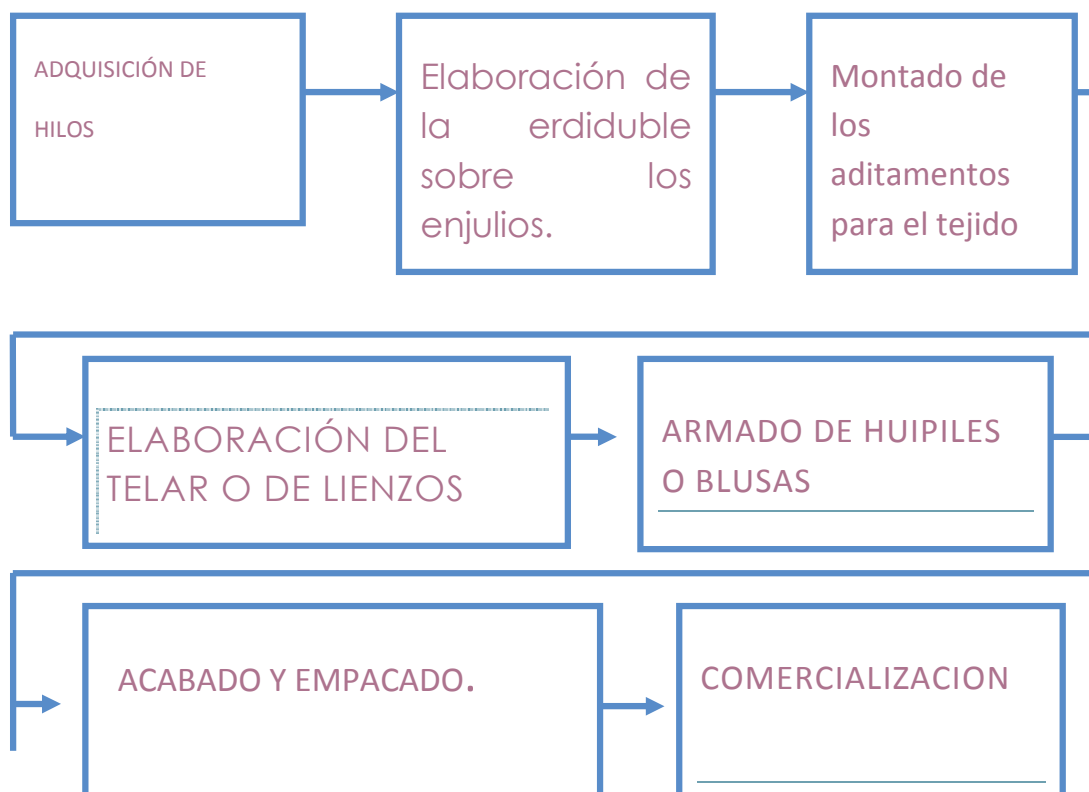 ADQUISICIÓN DE
HILOS
Elaboración de
la erdiduble
sobre los
enjulios.
Montado de
los
aditamentos
para el tejido
ELABORACIÓN DEL
TELAR O DE LIENZOS
ARMADO DE HUIPILES
O BLUSAS
ACABADO Y EMPACADO.
COMERCIALIZACION